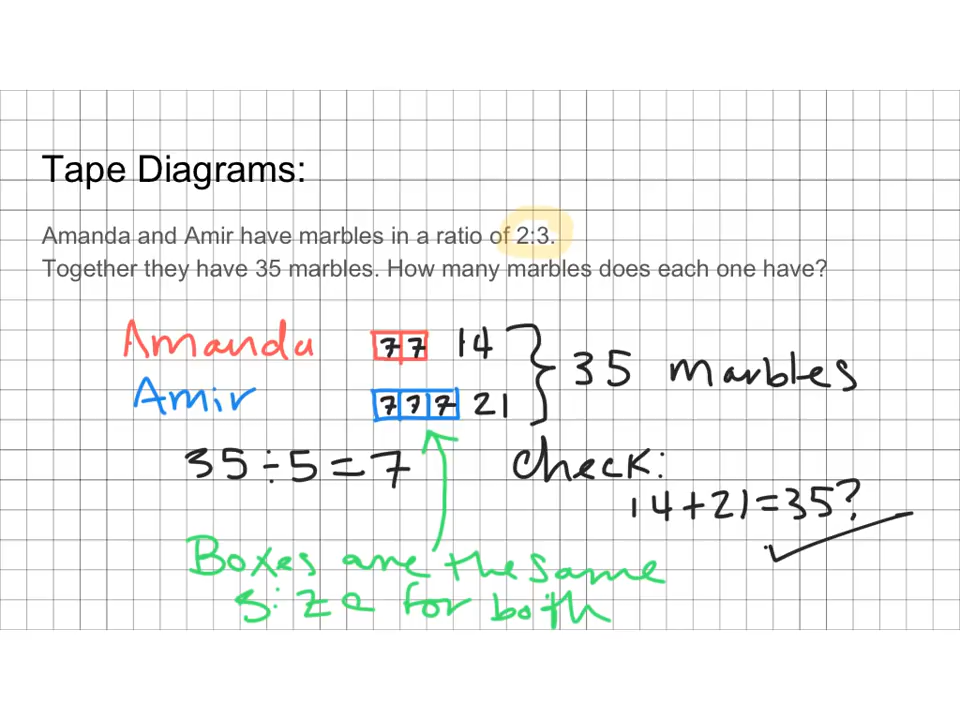 Tape Diagrams:
Amanda and Amir have marbles in a ratio of 2:3.
Together they have 35 marbles. How many marbles does each one have?
Amanda 7 7 14
Amir 7 7 7 21
35 marbles
35 ÷ 5 = 7
Check:
14 + 21 = 35?
Boxes are the same
size for both